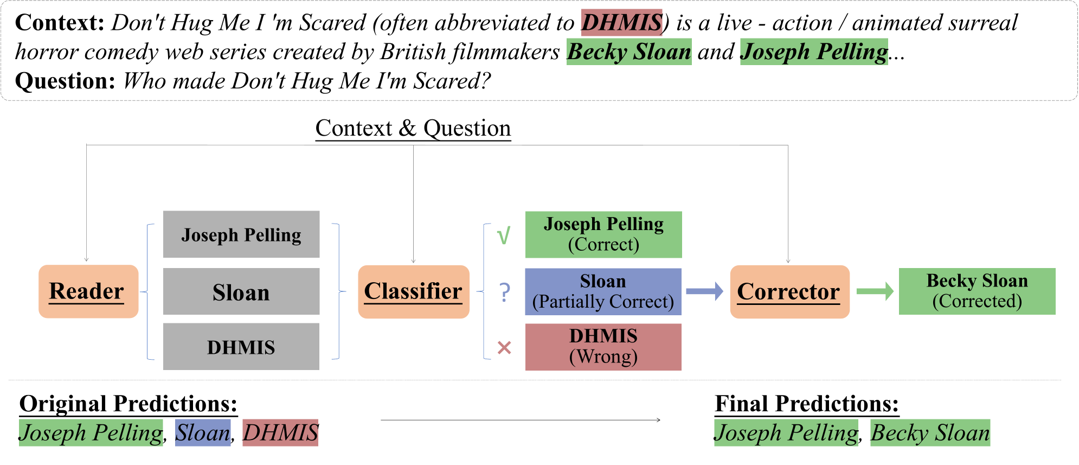 Context: Don't Hug Me I 'm Scared (often abbreviated to DHMIS) is a live - action / animated surreal
horror comedy web series created by British filmmakers Becky Sloan and Joseph Pelling...
Question: Who made Don't Hug Me I'm Scared?
Context & Question
Reader
Joseph Pelling
Sloan
DHMIS
Classifier
√
Joseph Pelling
(Correct)
?
Sloan
(Partially Correct)
×
DHMIS
(Wrong)
Corrector
Becky Sloan
(Corrected)
Original Predictions:
Joseph Pelling, Sloan, DHMIS
Final Predictions:
Joseph Pelling, Becky Sloan